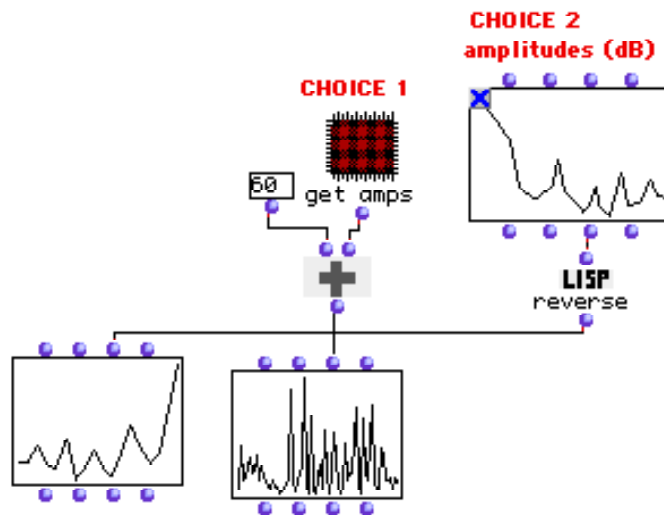 CHOICE 2
amplitudes (dB)
CHOICE 1
60
get amps
LISP
reverse